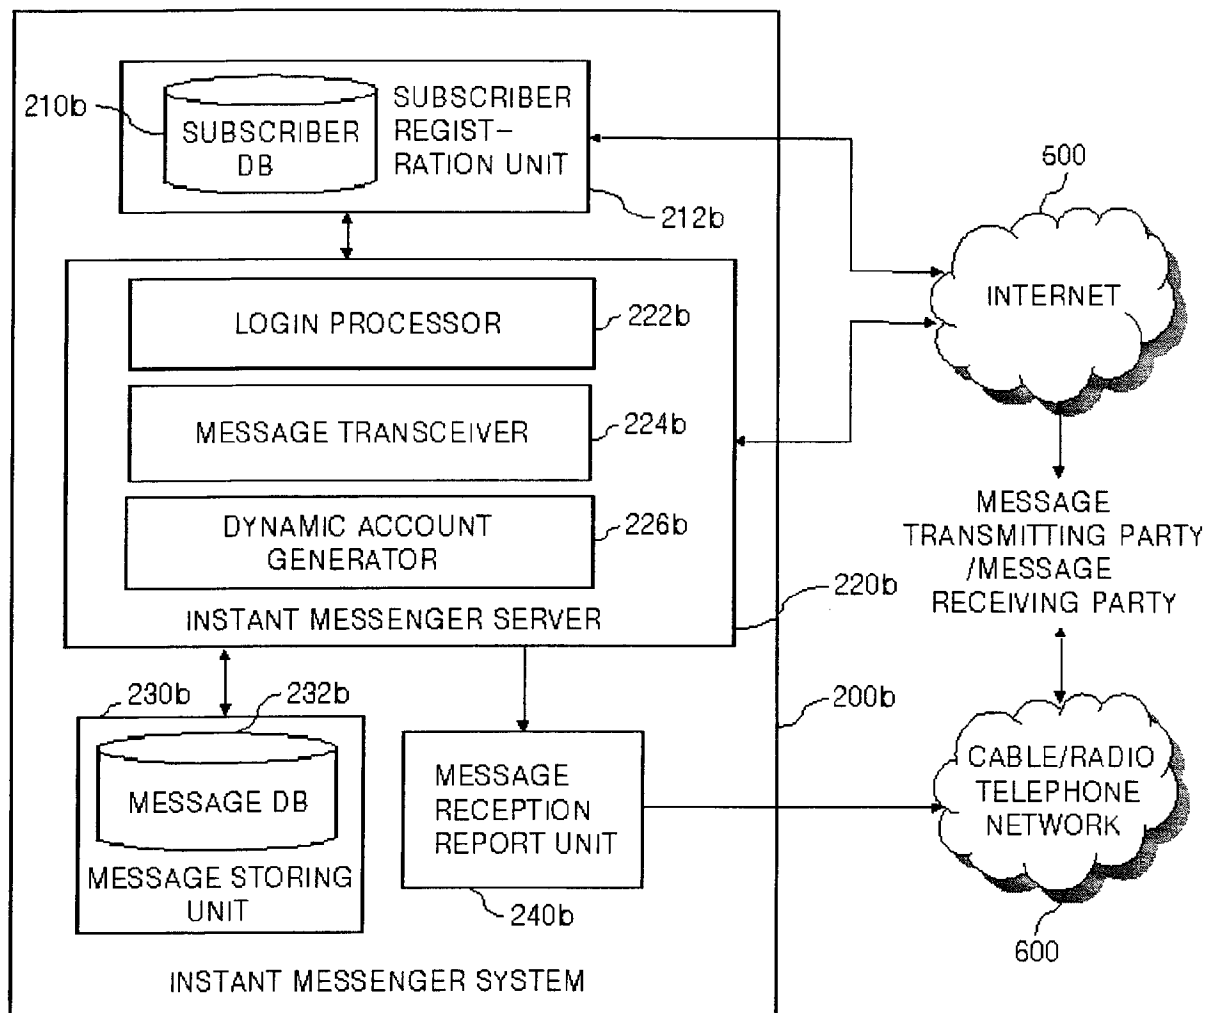 210b
SUBSCRIBER
DB
SUBSCRIBER
REGIST-
RATION UNIT
212b
LOGIN PROCESSOR
222b
MESSAGE TRANSCEIVER
224b
DYNAMIC ACCOUNT
GENERATOR
226b
INSTANT MESSENGER SERVER
220b
230b
232b
MESSAGE DB
MESSAGE STORING
UNIT
MESSAGE
RECEPTION
REPORT UNIT
240b
200b
INSTANT MESSENGER SYSTEM
500
INTERNET
MESSAGE
TRANSMITTING PARTY
/MESSAGE
RECEIVING PARTY
CABLE/RADIO
TELEPHONE
NETWORK
600